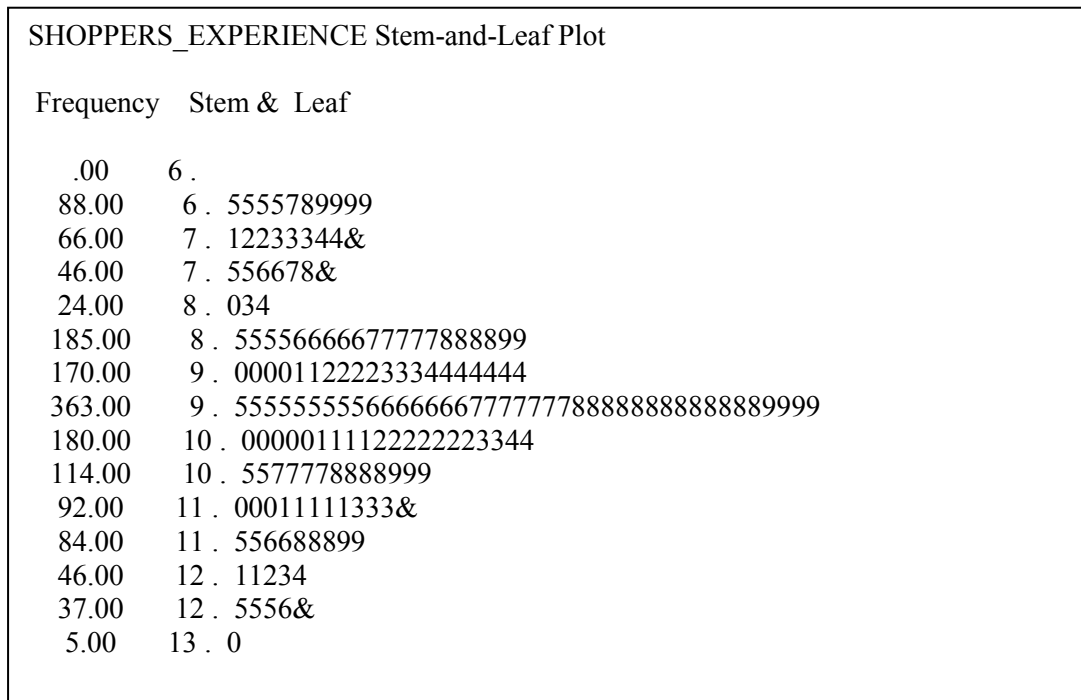 SHOPPERS_EXPERIENCE Stem-and-Leaf Plot
Frequency Stem & Leaf
.00 6 .
88.00 6 . 5555789999
66.00 7 . 12233344&
46.00 7 . 556678&
24.00 8 . 034
185.00 8 . 55556666677777888899
170.00 9 . 0000112222333444444
363.00 9 . 5555555556666666777777788888888888889999
180.00 10 . 00000111122222223344
114.00 10 . 5577778888999
92.00 11 . 00011111333&
84.00 11 . 556688899
46.00 12 . 11234
37.00 12 . 5556&
5.00 13 . 0